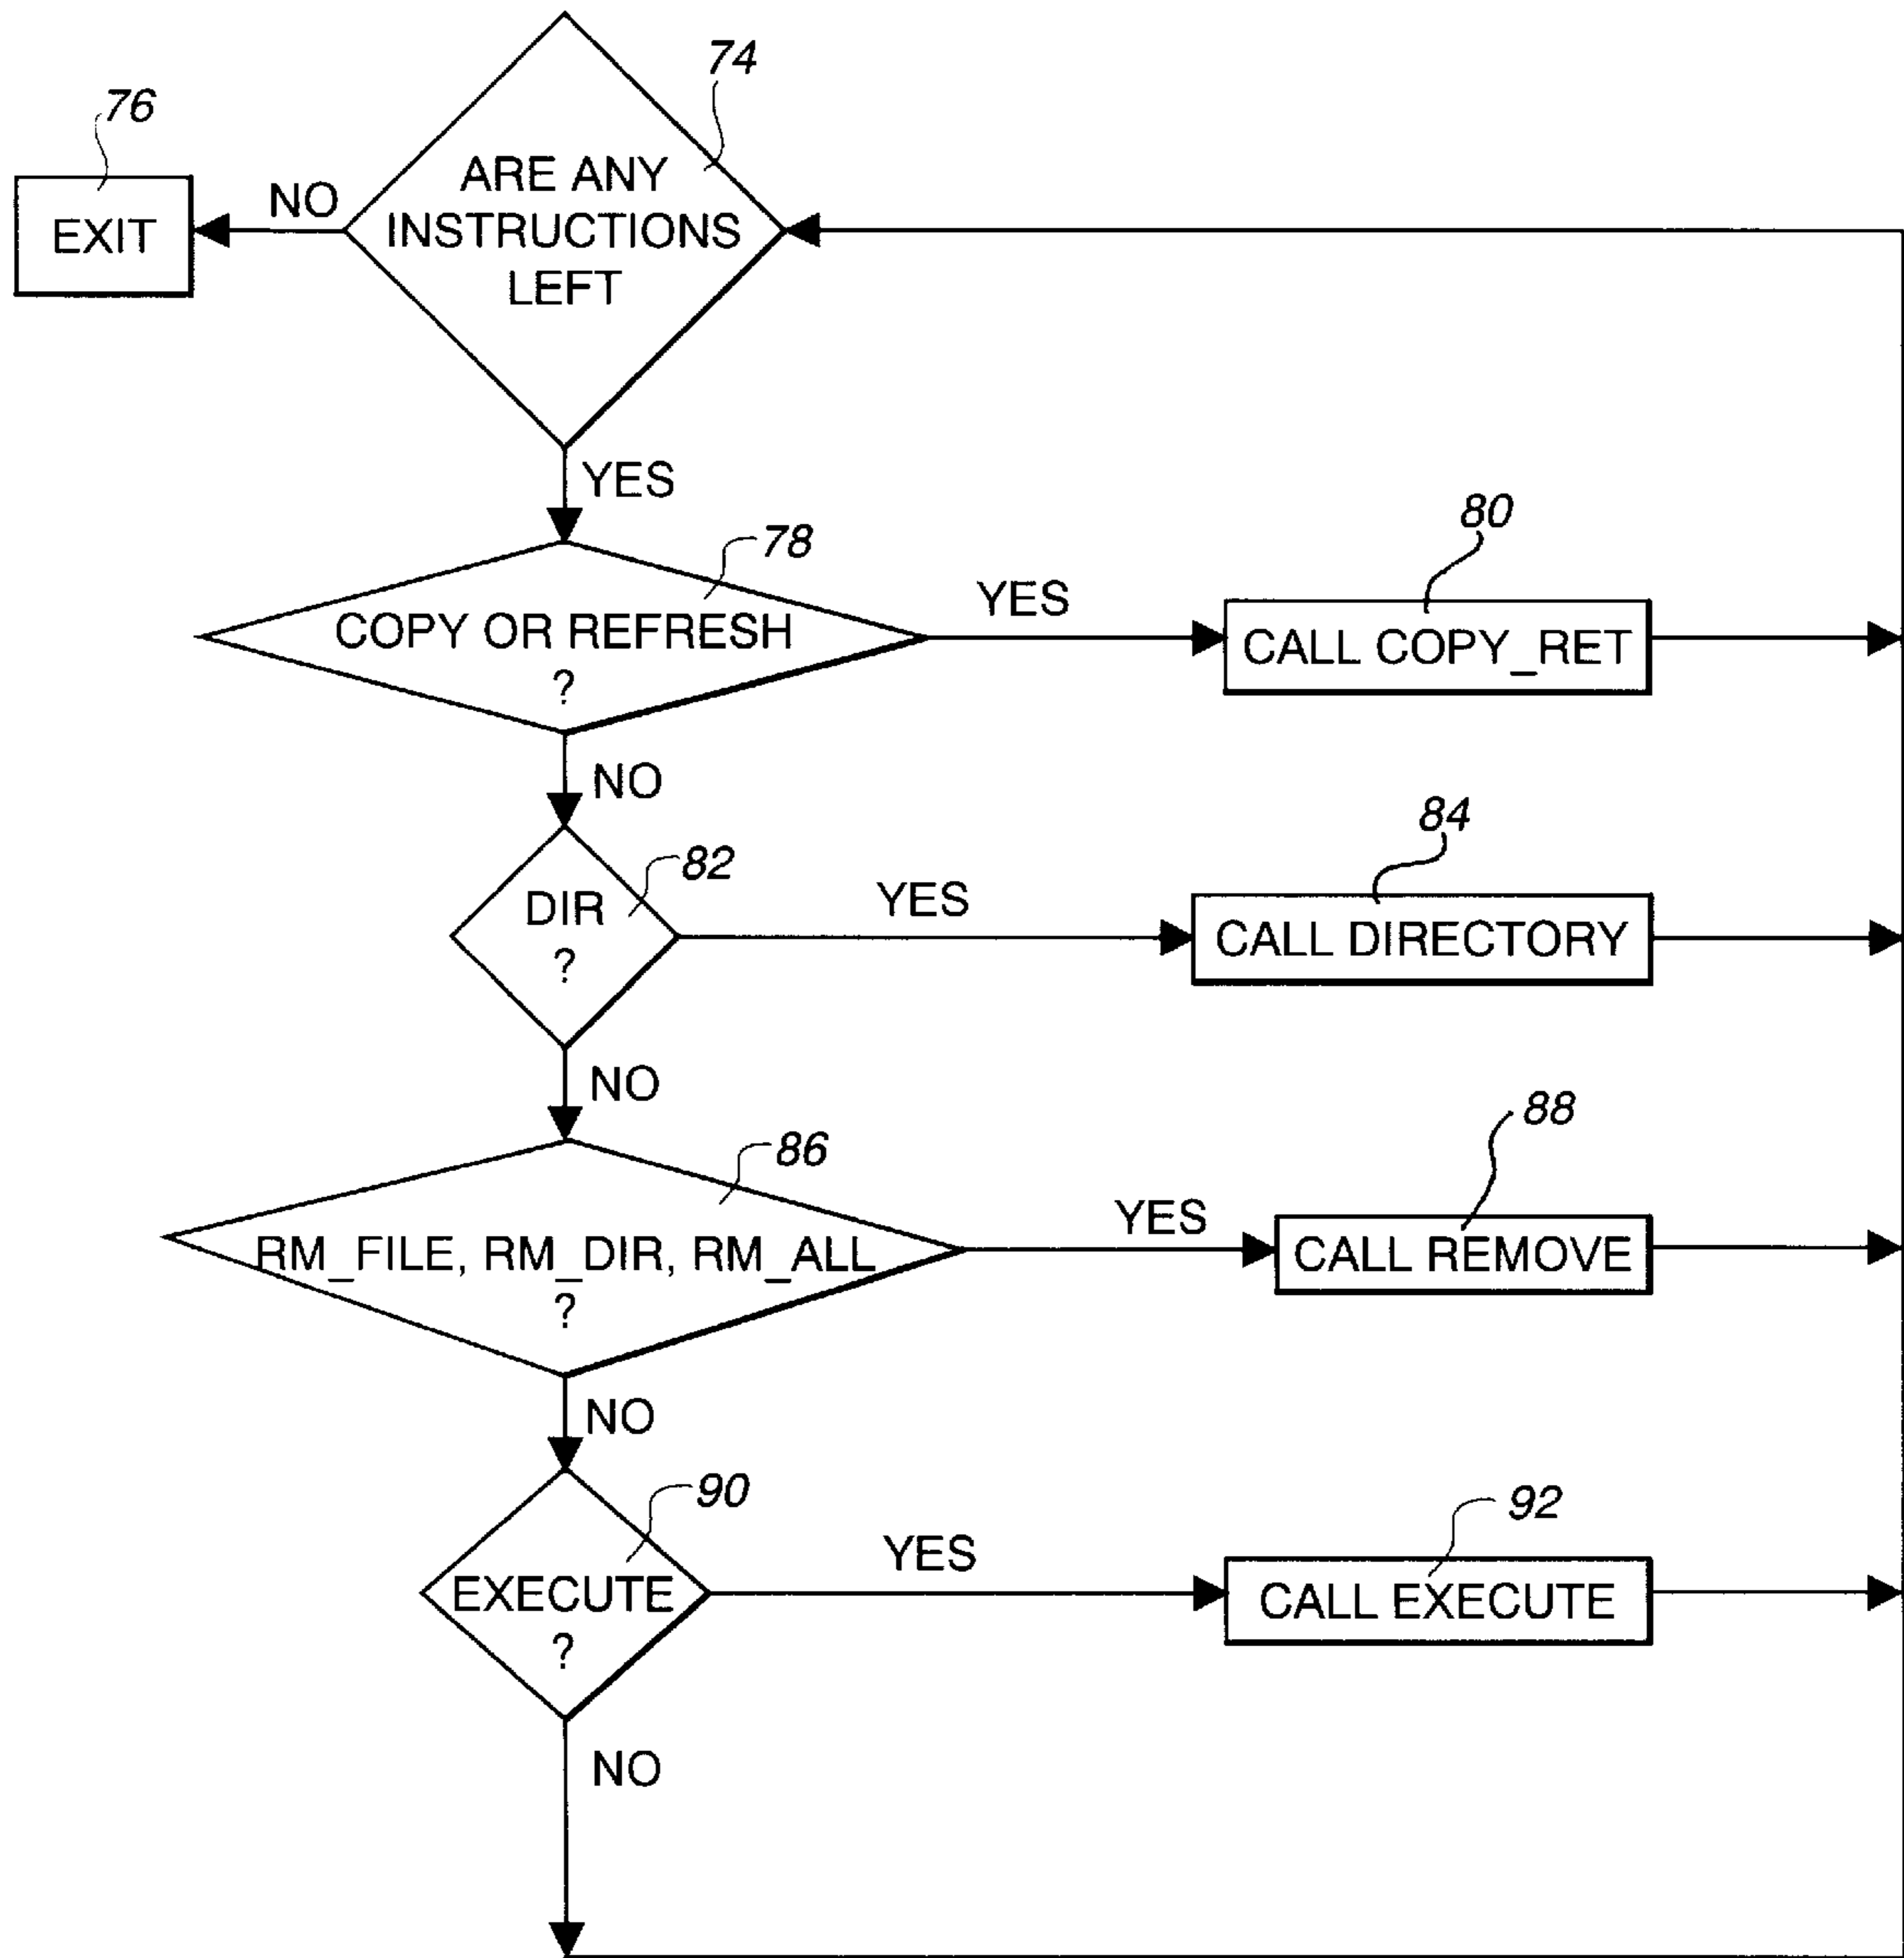 74
76
ARE ANY
INSTRUCTIONS
LEFT
NO
EXIT
YES
78
COPY OR REFRESH
?
YES
80
CALL COPY_RET
NO
82
DIR
?
YES
84
CALL DIRECTORY
NO
86
RM_FILE, RM_DIR, RM_ALL
?
YES
88
CALL REMOVE
NO
90
EXECUTE
?
YES
92
CALL EXECUTE
NO